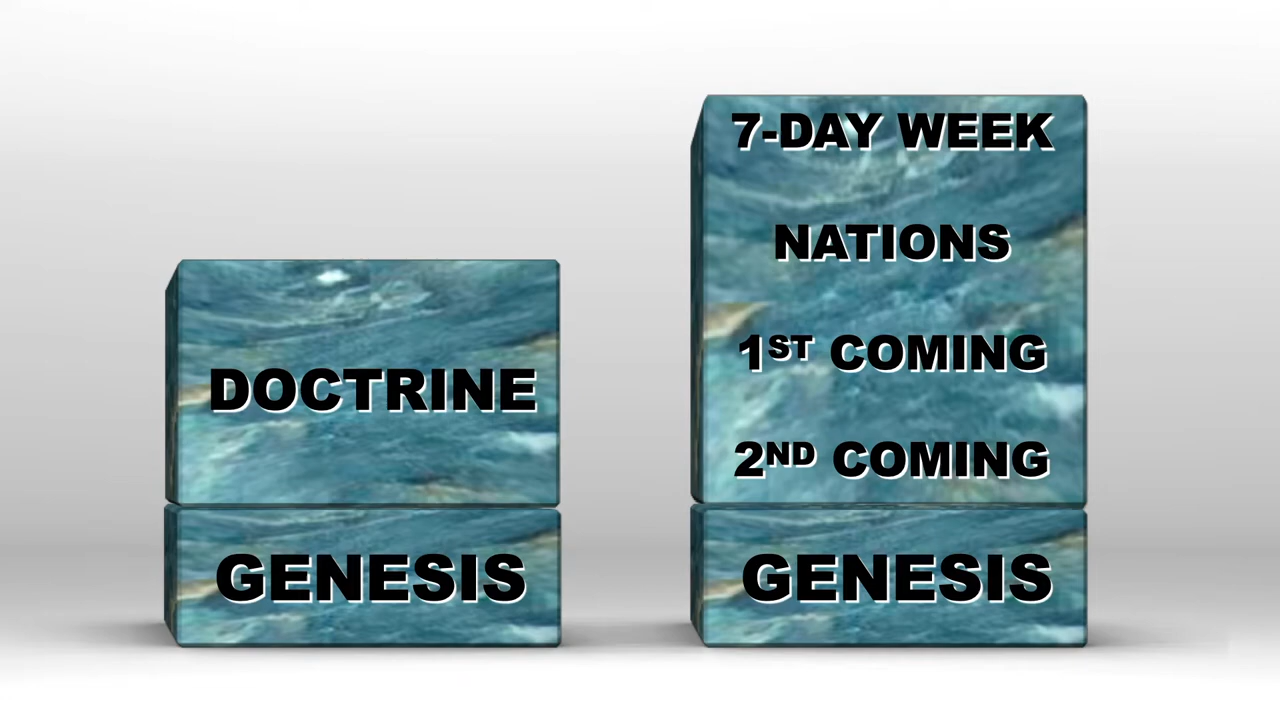 DOCTRINE
GENESIS
7-DAY WEEK
NATIONS
1ST COMING
2ND COMING
GENESIS